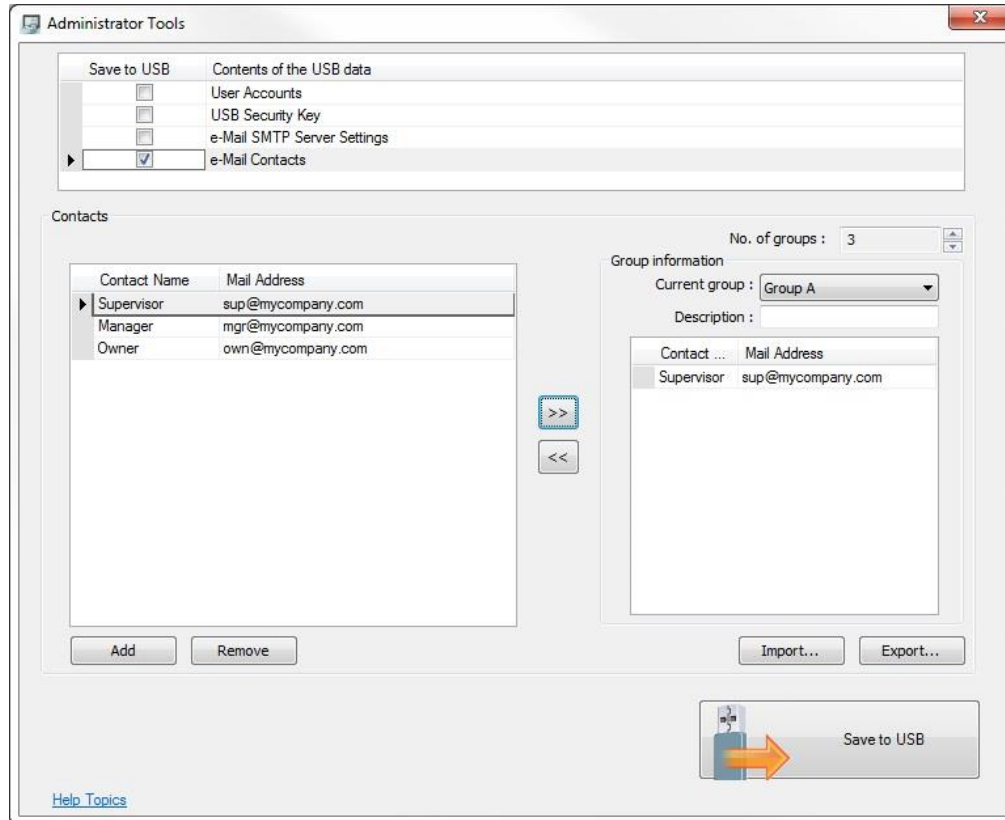 Administrator Tools
Save to USB Contents of the USB data
User Accounts
USB Security Key
e-Mail SMTP Server Settings
e-Mail Contacts
Contacts
No. of groups : 3
Group information
Current group : Group A
Description :
Contact Name Mail Address
Supervisor sup@mycompany.com
Manager mgr@mycompany.com
Owner own@mycompany.com
>>
<<
Contact ... Mail Address
Supervisor sup@mycompany.com
Add Remove
Import... Export...
Save to USB
Help Topics